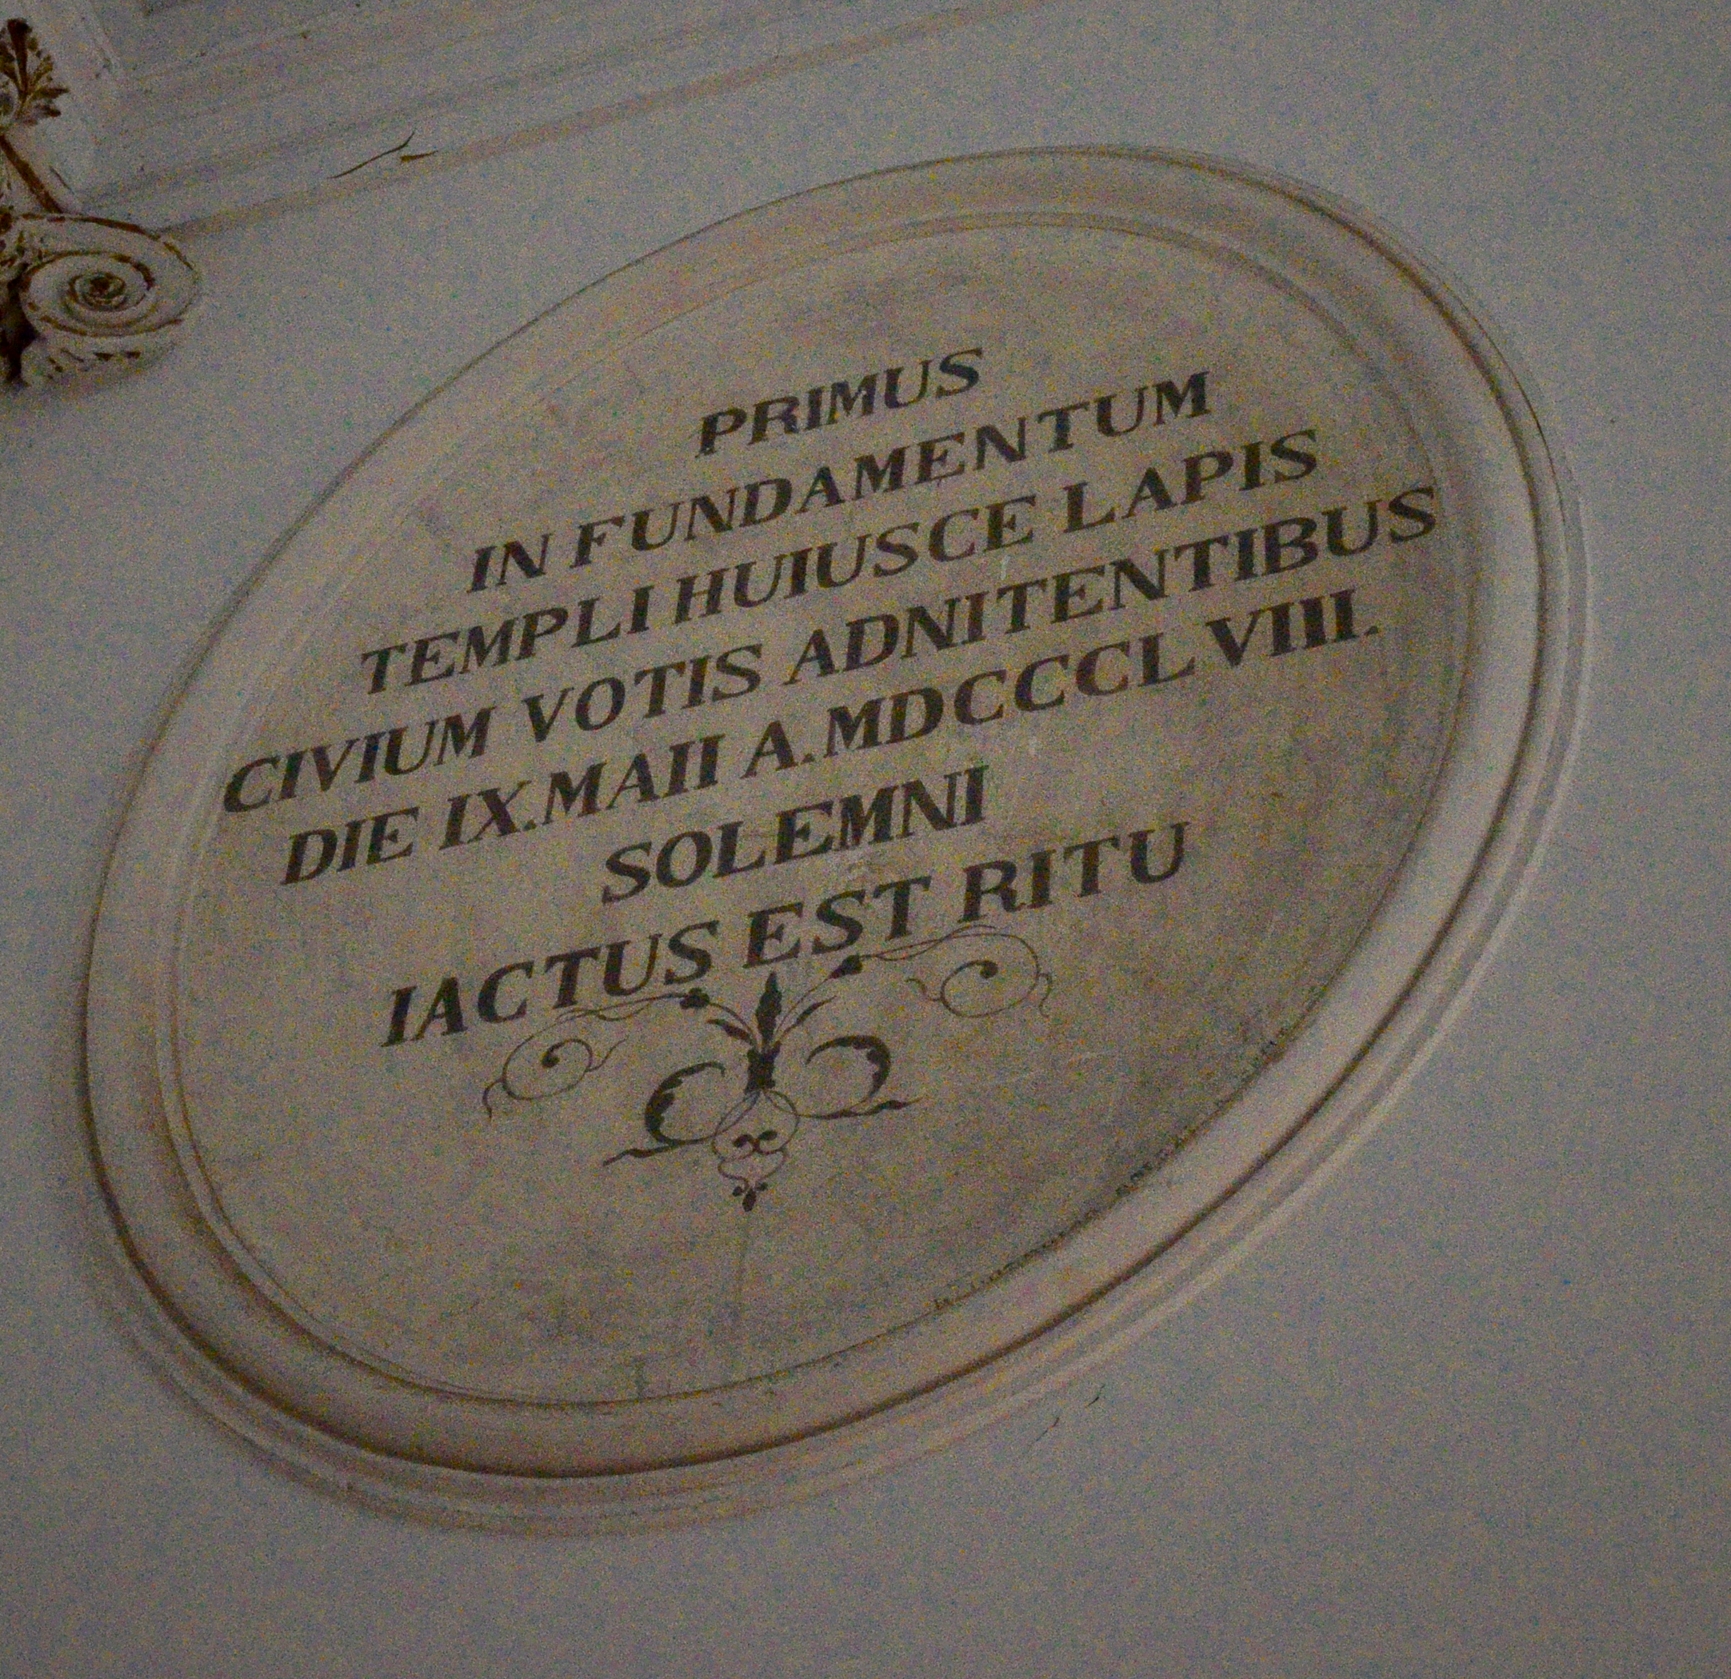 PRIMUS
IN FUNDAMENTUM
TEMPLI HUIUSCE LAPIS
CIVIUM VOTIS ADNITENTIBUS
DIE IX.MAII A.MDCCCLVIII.
SOLEMNI
IACTUS EST RITU